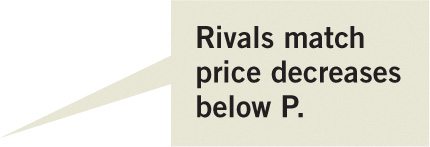 Rivals match
price decreases
below P.